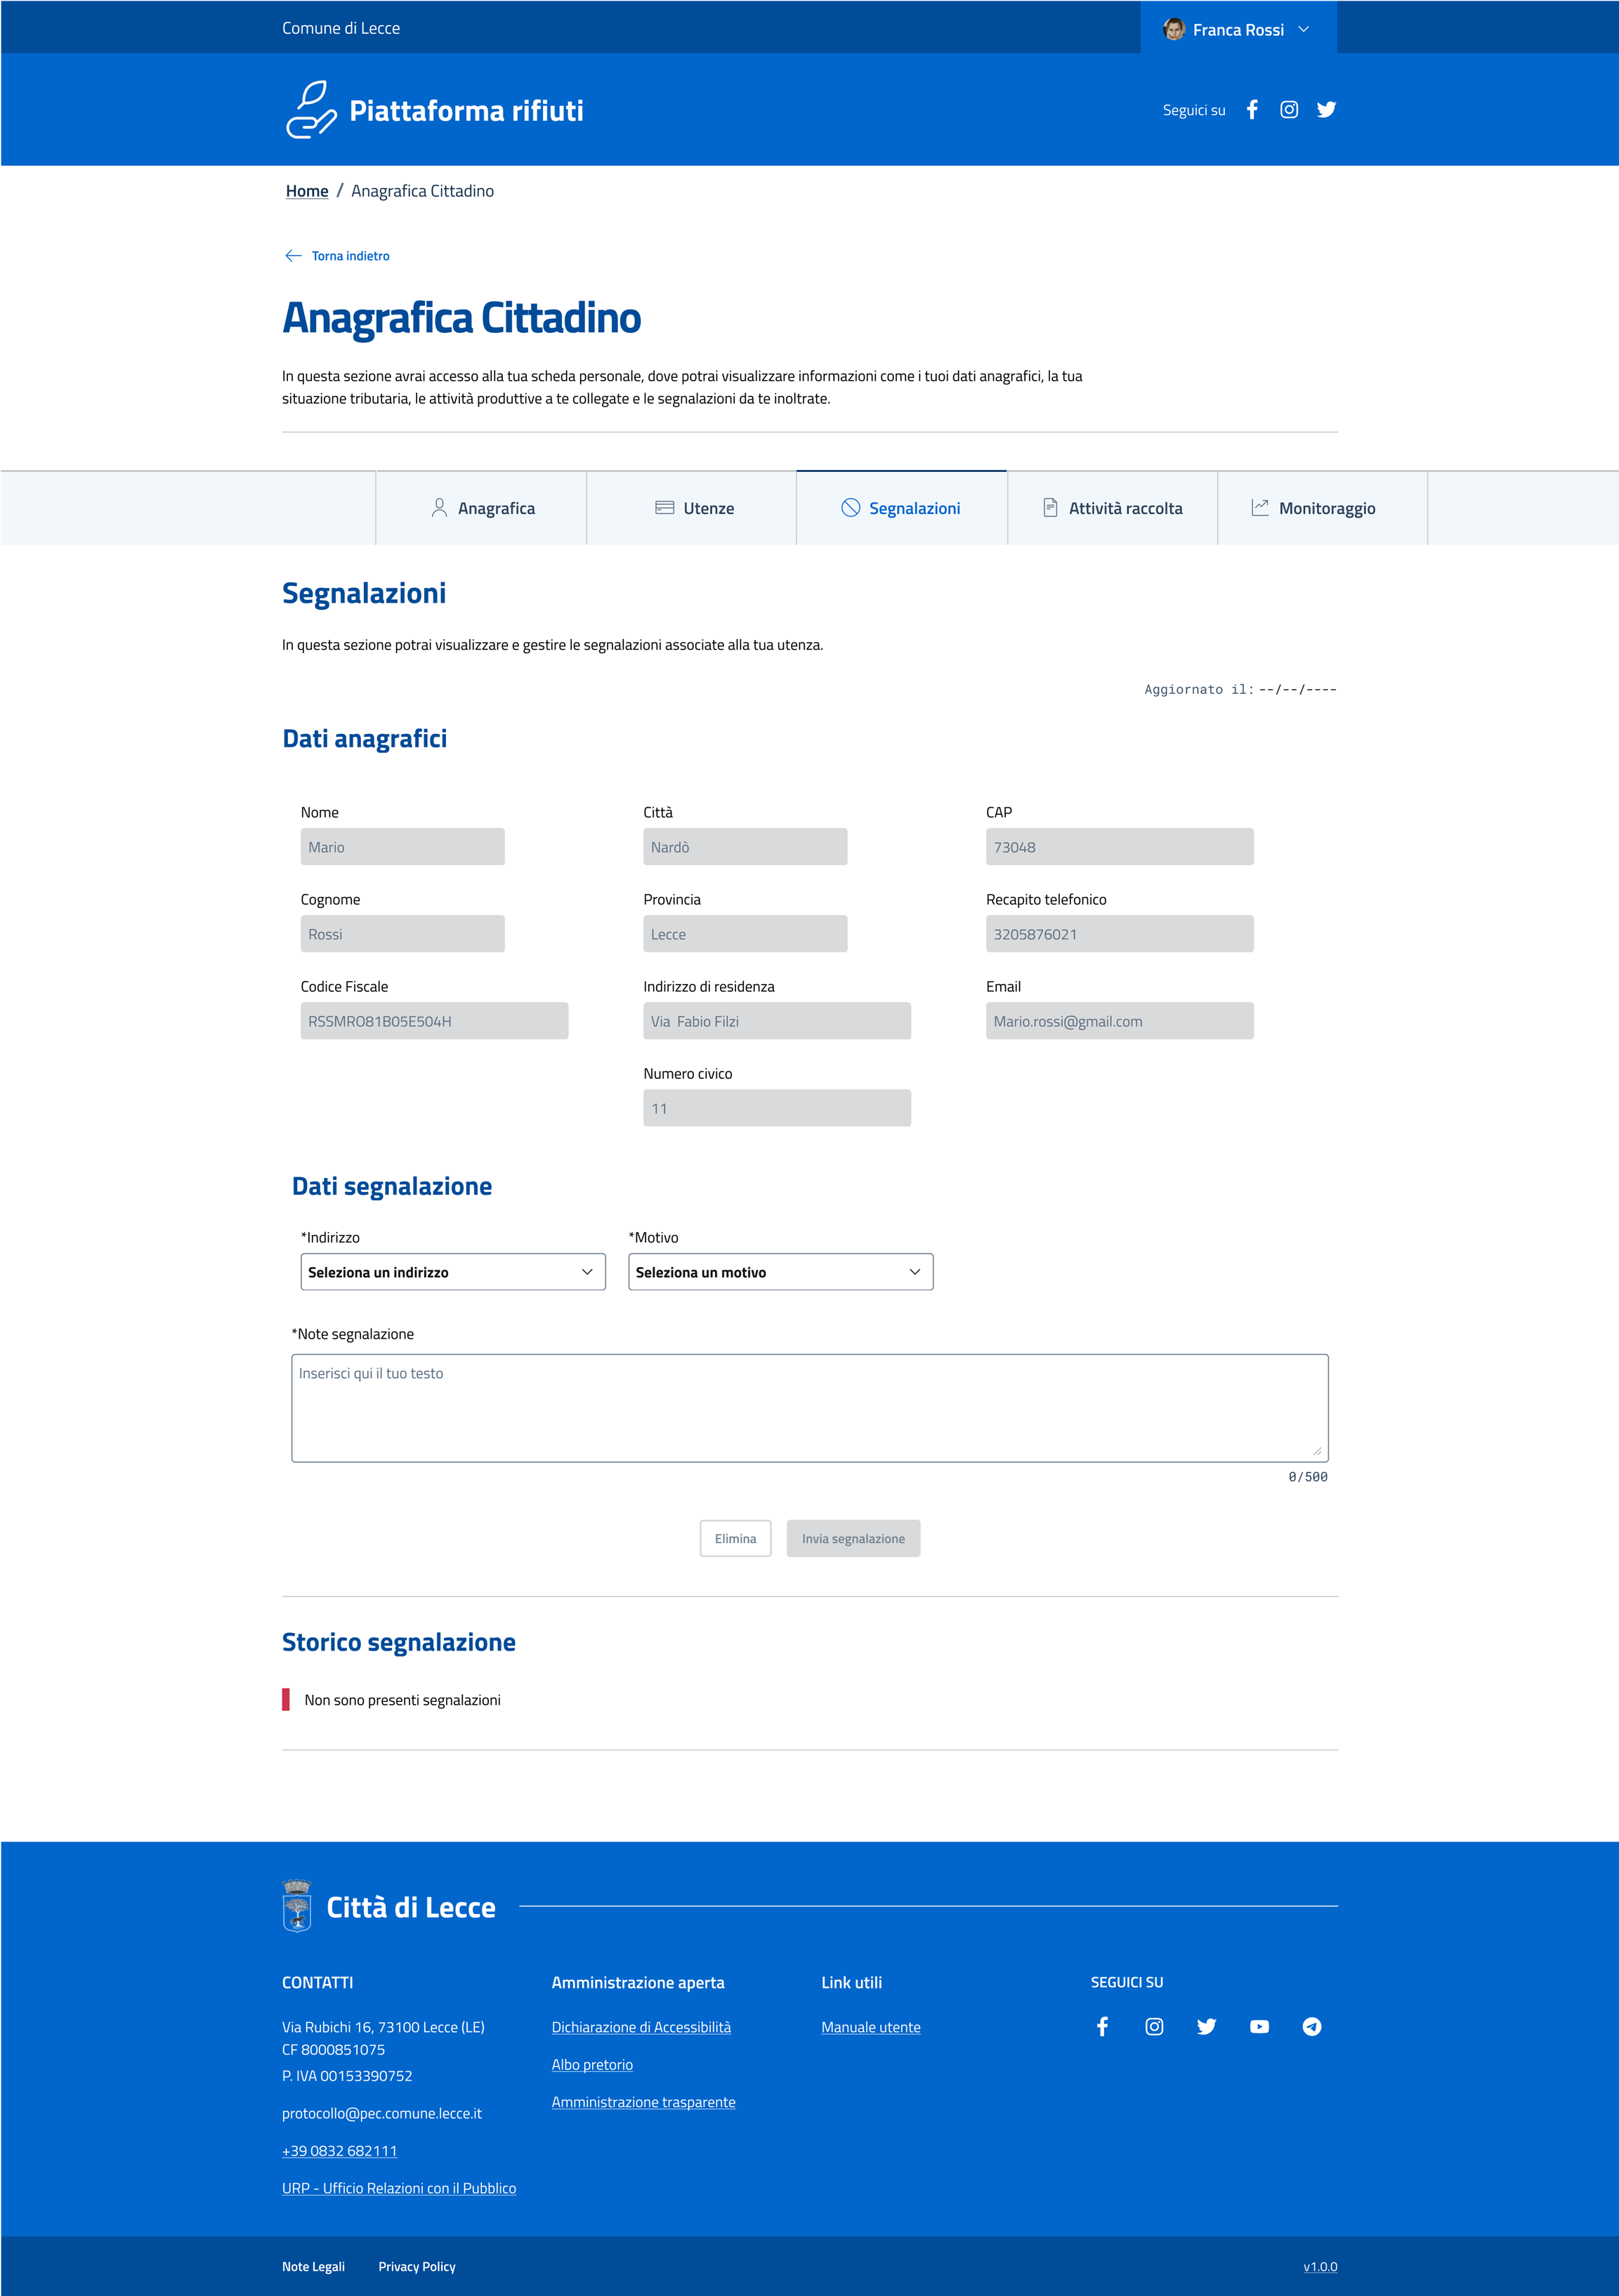 Comune di Lecce
Franca Rossi
Piattaforma rifiuti
Seguici su
Home / Anagrafica Cittadino
Torna indietro
Anagrafica Cittadino
In questa sezione avrai accesso alla tua scheda personale, dove potrai visualizzare informazioni come i tuoi dati anagrafici, la tua
situazione tributaria, le attività produttive a te collegate e le segnalazioni da te inoltrate.
Anagrafica
Utenze
Segnalazioni
Attività raccolta
Monitoraggio
Segnalazioni
In questa sezione potrai visualizzare e gestire le segnalazioni associate alla tua utenza.
Aggiornato il: --/--/----
Dati anagrafici
Nome
Città
CAP
Mario
Nardò
73048
Cognome
Provincia
Recapito telefonico
Rossi
Lecce
3205876021
Codice Fiscale
Indirizzo di residenza
Email
RSSMRO81B05E504H
Via Fabio Filzi
Mario.rossi@gmail.com
Numero civico
11
Dati segnalazione
*Indirizzo
*Motivo
Seleziona un indirizzo
Seleziona un motivo
*Note segnalazione
Inserisci qui il tuo testo
0/500
Elimina
Invia segnalazione
Storico segnalazione
Non sono presenti segnalazioni
Città di Lecce
CONTATTI
Via Rubichi 16, 73100 Lecce (LE)
CF 8000851075
P. IVA 00153390752
protocollo@pec.comune.lecce.it
+39 0832 682111
URP - Ufficio Relazioni con il Pubblico
Amministrazione aperta
Dichiarazione di Accessibilità
Albo pretorio
Amministrazione trasparente
Link utili
Manuale utente
SEGUICI SU
Note Legali
Privacy Policy
v1.0.0